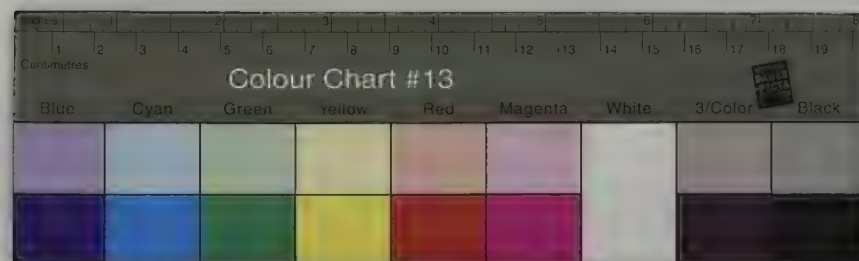 Inches 1 2 3 4 5 6 7 8
1 2 3 4 5 6 7 8 9 10 11 12 13 14 15 16 17 18 19
Centimetres
Colour Chart #13
Blue Cyan Green Yellow Red Magenta White 3/Color Black